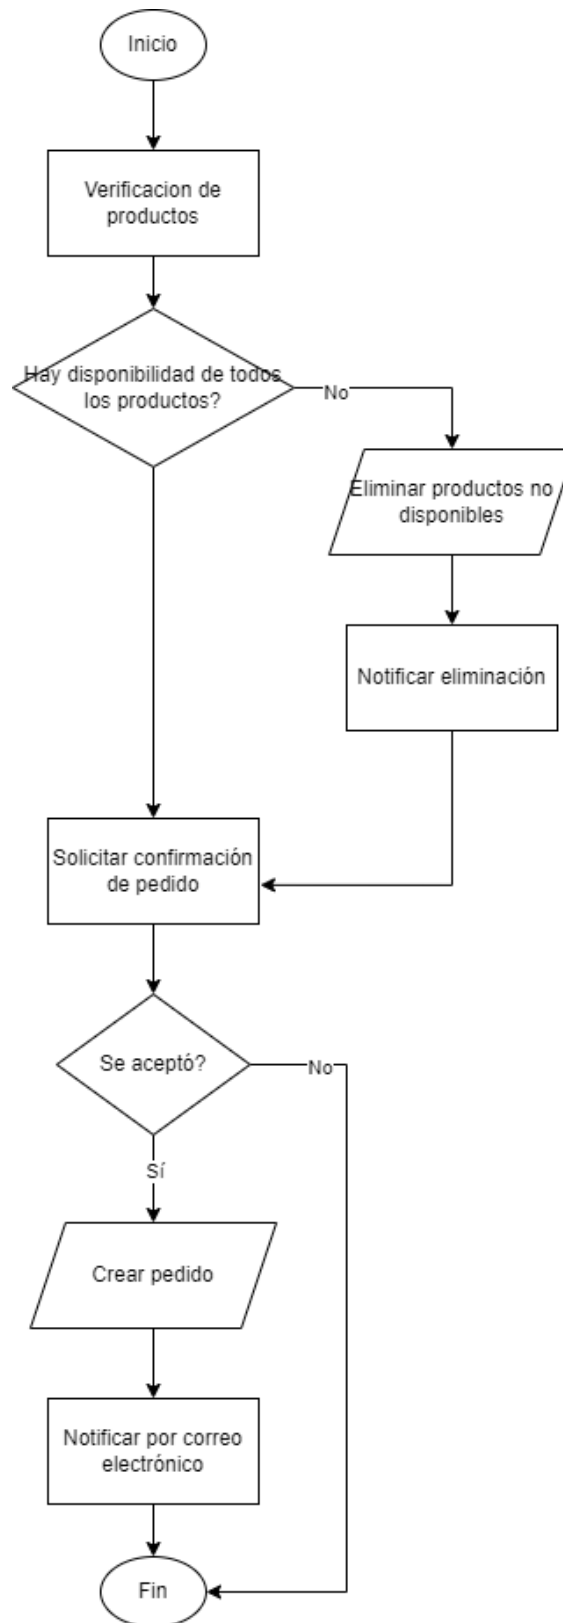 Inicio
Verificacion de
productos
Hay disponibilidad de todos
los productos?
No
Eliminar productos no
disponibles
Notificar eliminación
Solicitar confirmación
de pedido
Se aceptó?
No
Sí
Crear pedido
Notificar por correo
electrónico
Fin